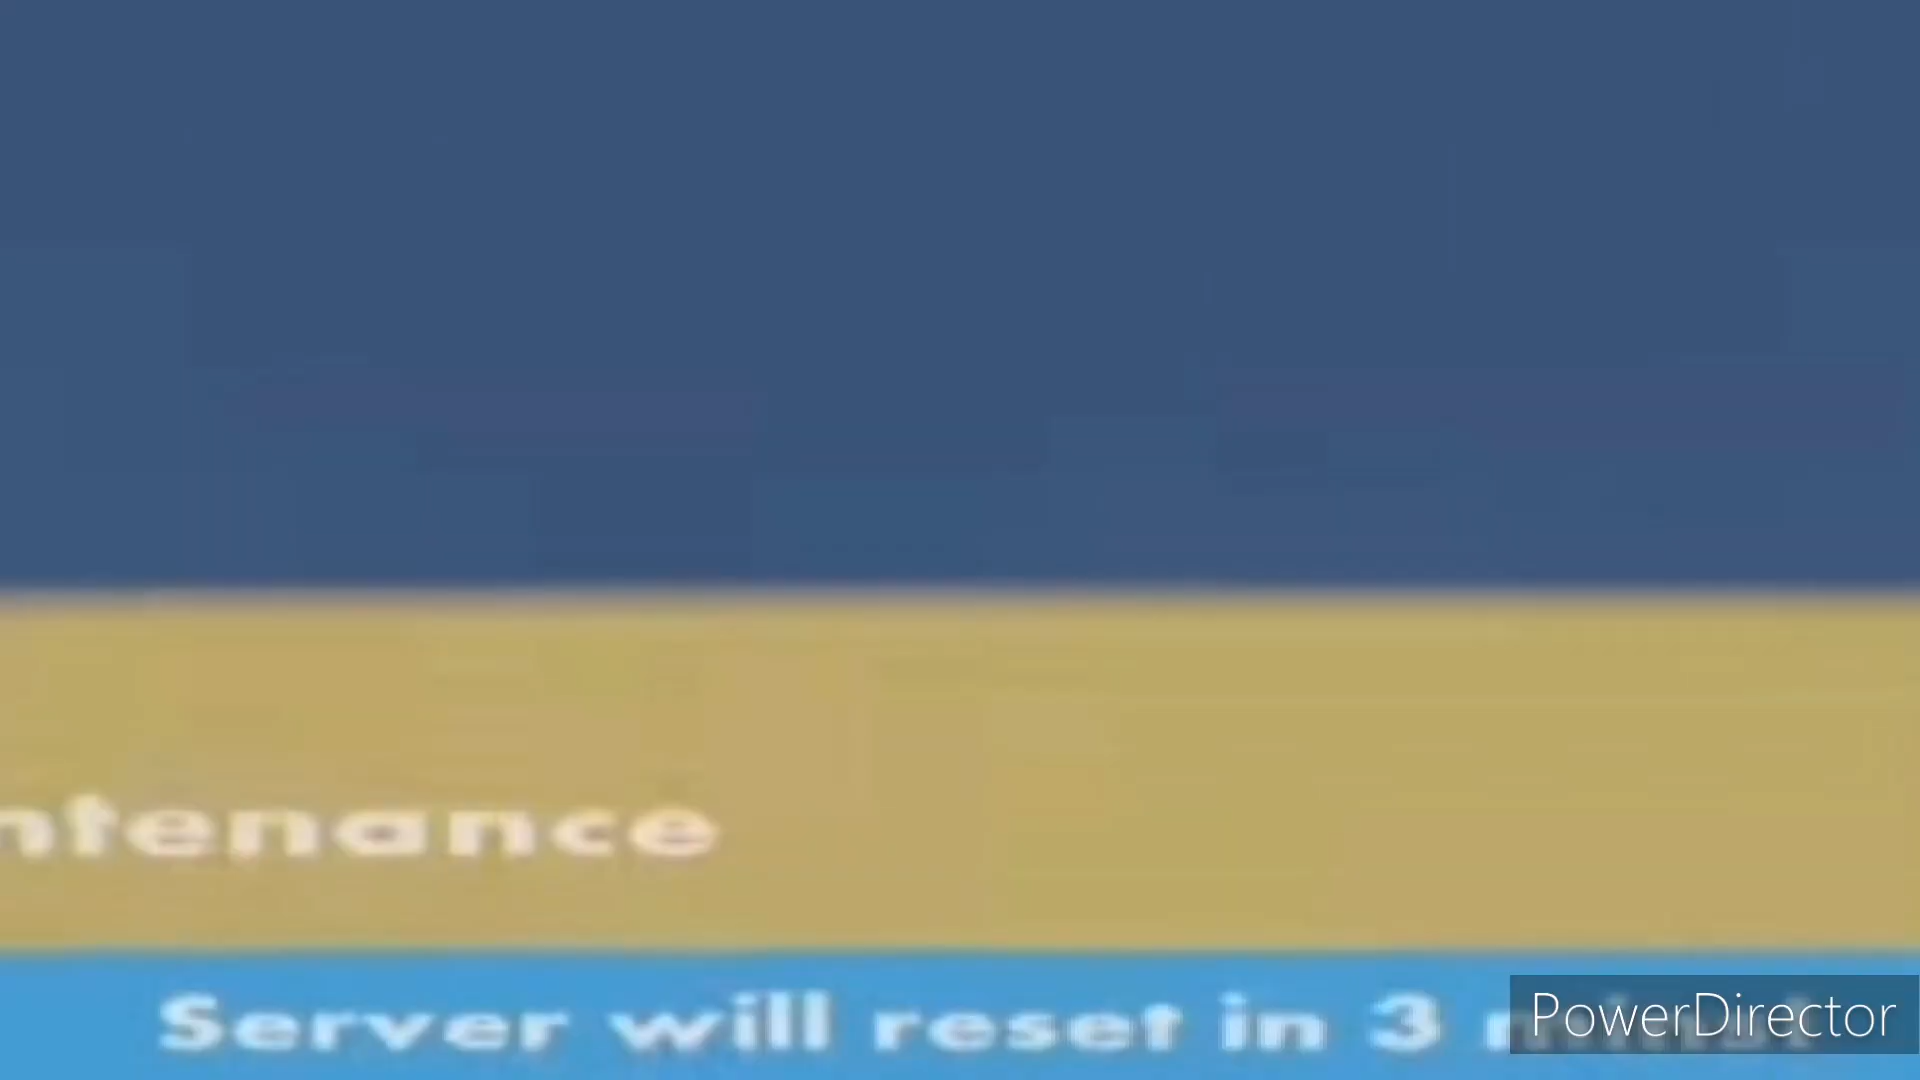 ntenance
Server will reset in 3
PowerDirector